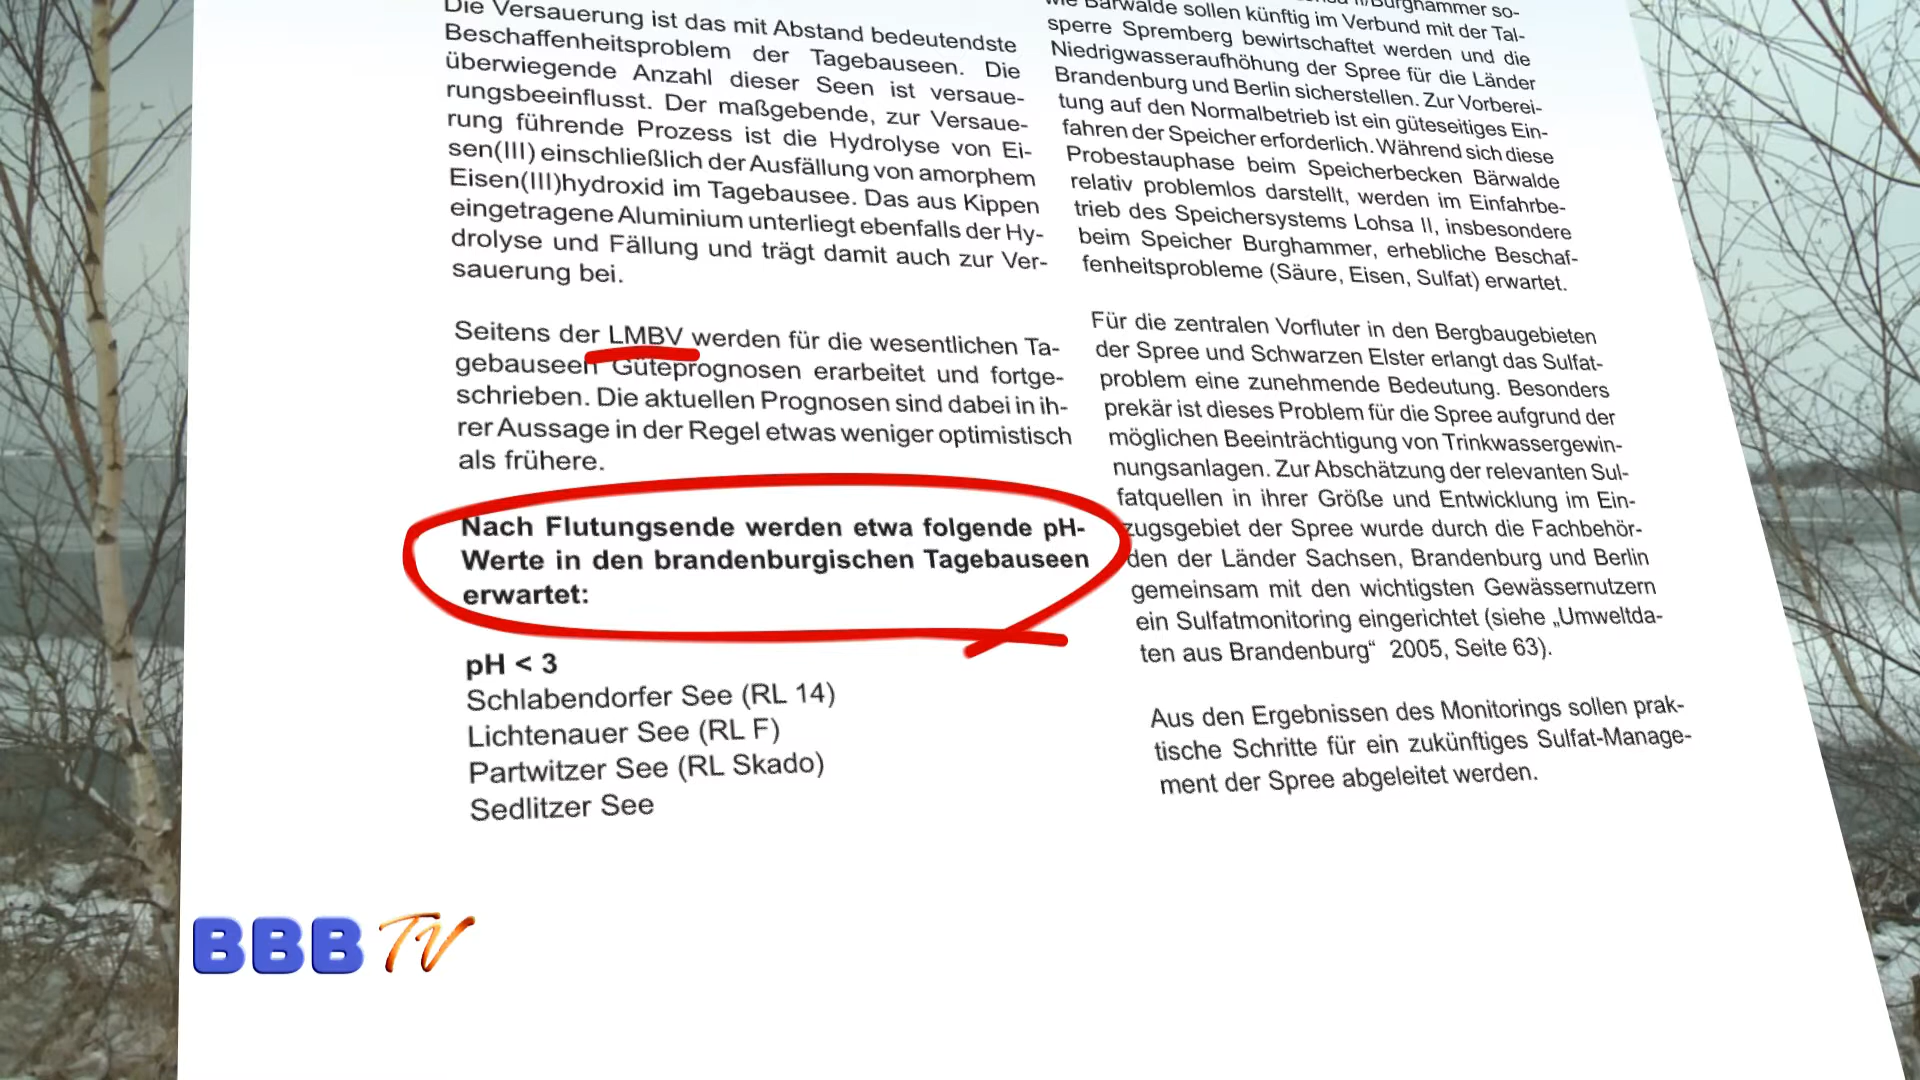 Die Versauerung ist das mit Abstand bedeutendste
Beschaffenheitsproblem der Tagebauseen. Die
überwiegende Anzahl dieser Seen ist versaue-
rungsbeeinflusst. Der maßgebende, zur Versaue-
rung führende Prozess ist die Hydrolyse von Ei-
sen(III) einschließlich der Ausfällung von amorphem
Eisen(III)hydroxid im Tagebausee. Das aus Kippen
eingetragene Aluminium unterliegt ebenfalls der Hy-
drolyse und Fällung und trägt damit auch zur Ver-
sauerung bei.
Seitens der LMBV werden für die wesentlichen Ta-
gebauseen Güteprognosen erarbeitet und fortge-
schrieben. Die aktuellen Prognosen sind dabei in ih-
rer Aussage in der Regel etwas weniger optimistisch
als frühere.
Nach Flutungsende werden etwa folgende pH-
Werte in den brandenburgischen Tagebauseen
erwartet:
pH < 3
Schlabendorfer See (RL 14)
Lichtenauer See (RL F)
Partwitzer See (RL Skado)
Sedlitzer See
II/Burghammer so-
wie Bärwalde sollen künftig im Verbund mit der Tal-
sperre Spremberg bewirtschaftet werden und die
Niedrigwasseraufhöhung der Spree für die Länder
Brandenburg und Berlin sicherstellen. Zur Vorberei-
tung auf den Normalbetrieb ist ein güteseitiges Ein-
fahren der Speicher erforderlich. Während sich diese
Probestauphase beim Speicherbecken Bärwalde
relativ problemlos darstellt, werden im Einfahrbe-
trieb des Speichersystems Lohsa II, insbesondere
beim Speicher Burghammer, erhebliche Beschaf-
fenheitsprobleme (Säure, Eisen, Sulfat) erwartet.
Für die zentralen Vorfluter in den Bergbaugebieten
der Spree und Schwarzen Elster erlangt das Sulfat-
problem eine zunehmende Bedeutung. Besonders
prekär ist dieses Problem für die Spree aufgrund der
möglichen Beeinträchtigung von Trinkwassergewin-
nungsanlagen. Zur Abschätzung der relevanten Sul-
fatquellen in ihrer Größe und Entwicklung im Ein-
zugsgebiet der Spree wurde durch die Fachbehör-
den der Länder Sachsen, Brandenburg und Berlin
gemeinsam mit den wichtigsten Gewässernutzern
ein Sulfatmonitoring eingerichtet (siehe „Umweltda-
ten aus Brandenburg“ 2005, Seite 63).
Aus den Ergebnissen des Monitorings sollen prak-
tische Schritte für ein zukünftiges Sulfat-Manage-
ment der Spree abgeleitet werden.
BBB TV